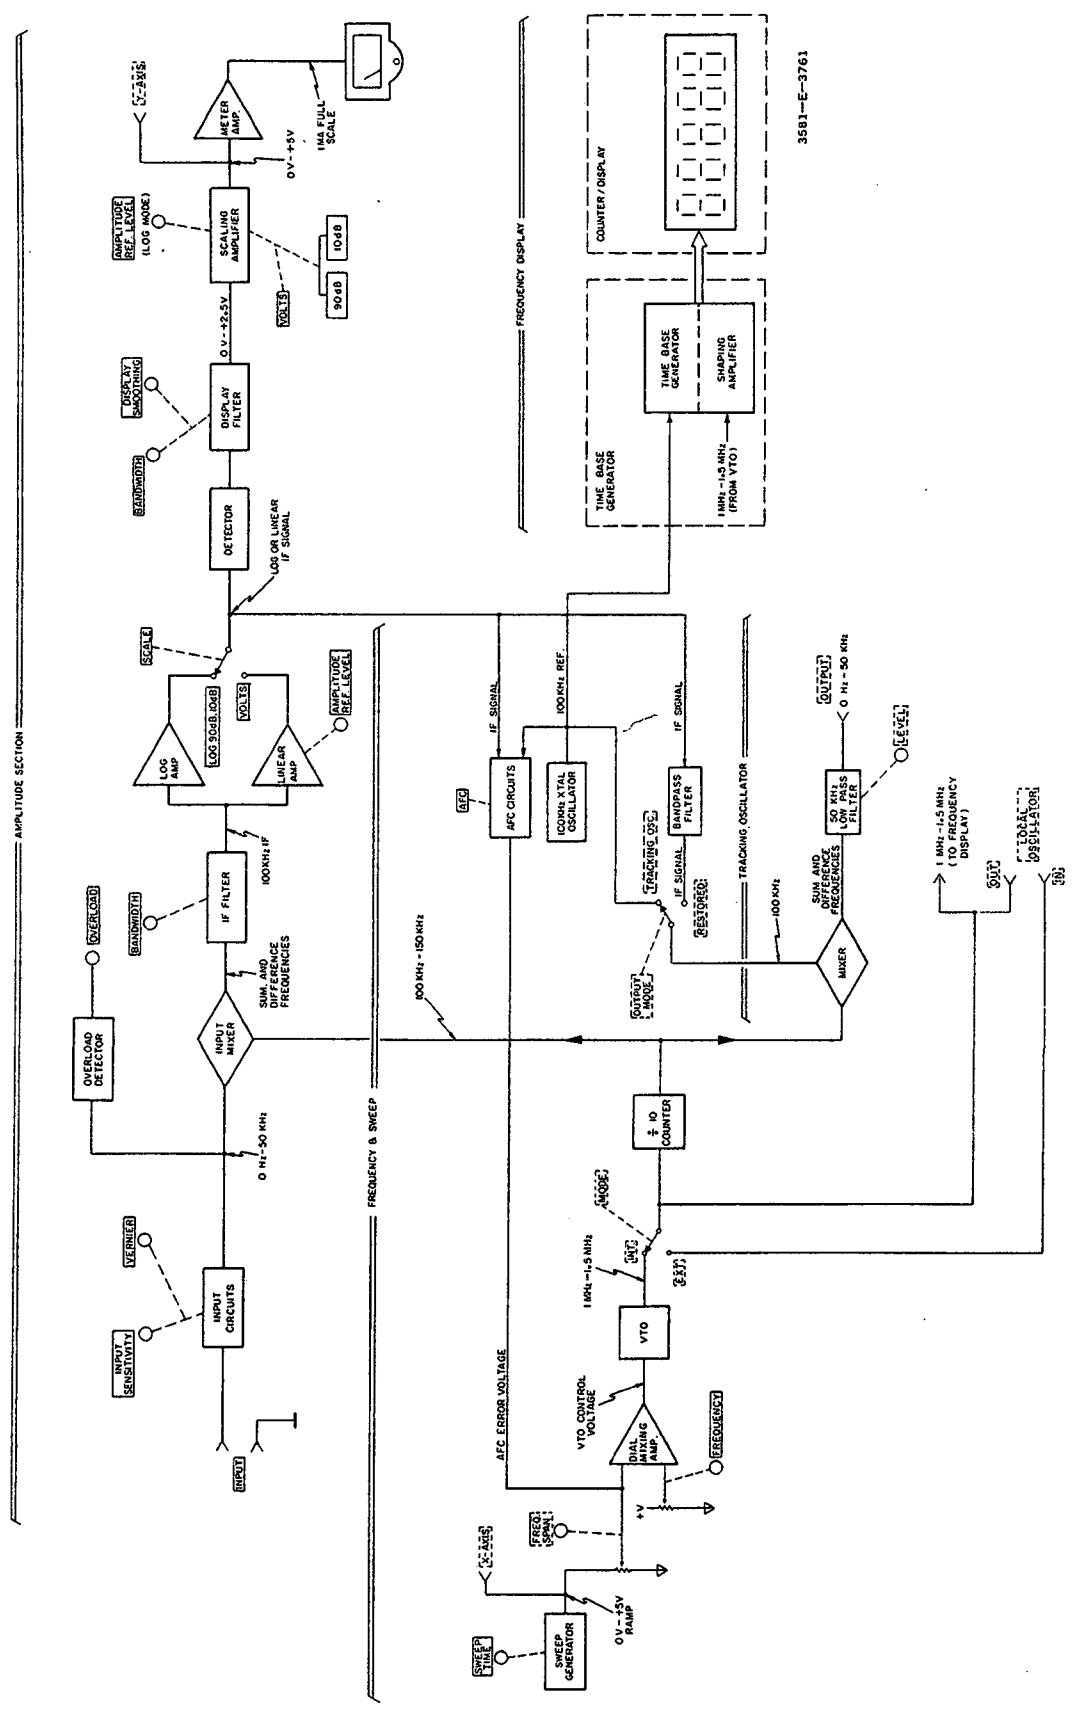 AMPLITUDE SECTION
INPUT
SENSITIVITY
VERNIER
INPUT
INPUT
CIRCUITS
0 Hz-50 KHz
OVERLOAD
DETECTOR
OVERLOAD
INPUT
MIXER
SUM AND
DIFFERENCE
FREQUENCIES
BANDWIDTH
IF FILTER
100KHz IF
LOG
AMP
LINEAR
AMP
AMPLITUDE
REF. LEVEL
SCALE
LOG 90dB,10dB
VOLTS
LOG OR LINEAR
IF SIGNAL
DETECTOR
BANDWIDTH
DISPLAY
SMOOTHING
DISPLAY
FILTER
0 V-+2.5V
AMPLITUDE
REF. LEVEL
(LOG MODE)
SCALING
AMPLIFIER
VOLTS
90dB
10dB
0V-+5V
Y-AXIS
METER
AMP.
1MA FULL
SCALE
FREQUENCY & SWEEP
SWEEP
TIME
SWEEP
GENERATOR
X-AXIS
0V-+5V
RAMP
FREQ.
SPAN
AFC ERROR VOLTAGE
+V
FREQUENCY
DIAL
MIXING
AMP.
VTO CONTROL
VOLTAGE
VTO
1 MHz-1.5 MHz
INT
EXT
MODE
÷ 10
COUNTER
100 KHz-150 KHz
AFC
AFC CIRCUITS
IF SIGNAL
100KHz XTAL
OSCILLATOR
100KHz REF.
OUTPUT
MODE
TRACKING OSC.
IF SIGNAL
RESTORED
BANDPASS
FILTER
IF SIGNAL
TRACKING OSCILLATOR
100KHz
MIXER
SUM AND
DIFFERENCE
FREQUENCIES
50 KHz
LOW PASS
FILTER
LEVEL
OUTPUT
0 Hz-50 KHz
1 MHz-1.5 MHz
(TO FREQUENCY
DISPLAY)
OUT
LOCAL
OSCILLATOR
IN
FREQUENCY DISPLAY
TIME BASE
GENERATOR
1 MHz-1.5 MHz
(FROM VTO)
TIME BASE
GENERATOR
SHAPING
AMPLIFIER
COUNTER/DISPLAY
3581-E-3761